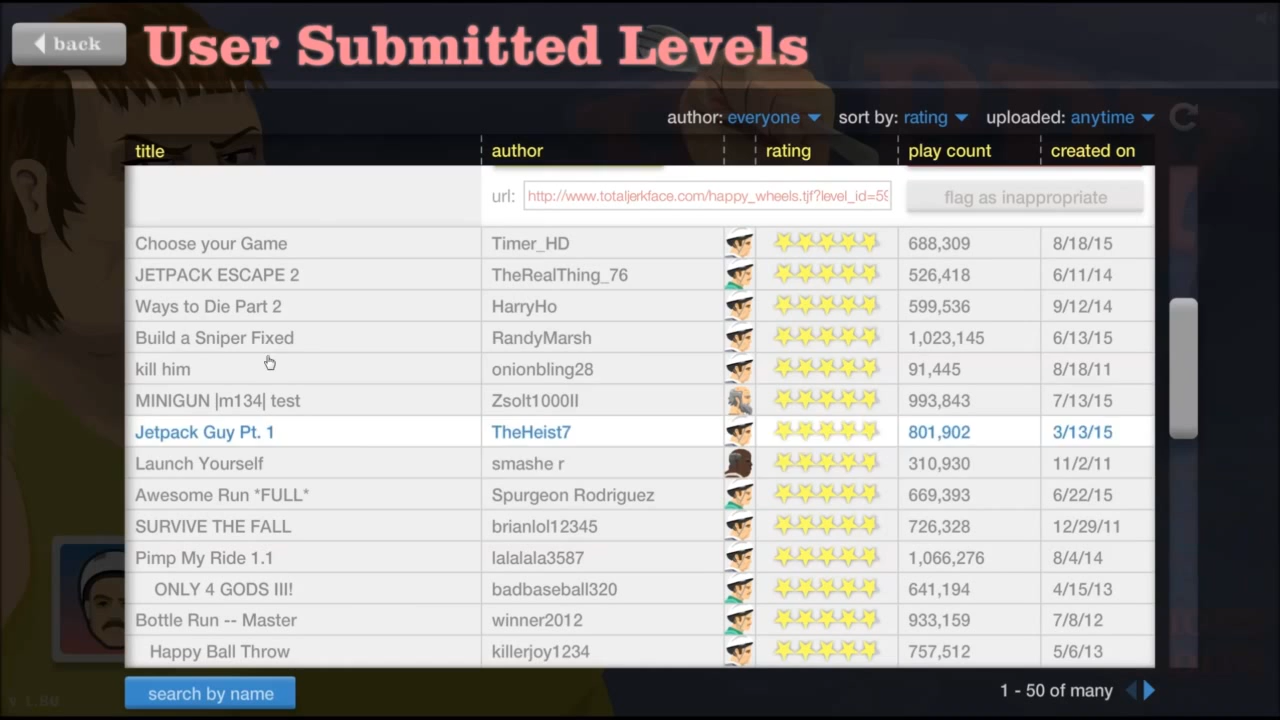 back
User Submitted Levels
author: everyone sort by: rating uploaded: anytime
title author rating play count created on
url: http://www.totaljerkface.com/happy_wheels.tjf?level_id=59 flag as inappropriate
Choose your Game Timer_HD 688,309 8/18/15
JETPACK ESCAPE 2 TheRealThing_76 526,418 6/11/14
Ways to Die Part 2 HarryHo 599,536 9/12/14
Build a Sniper Fixed RandyMarsh 1,023,145 6/13/15
kill him onionbling28 91,445 8/18/11
MINIGUN |m134| test Zsolt1000II 993,843 7/13/15
Jetpack Guy Pt. 1 TheHeist7 801,902 3/13/15
Launch Yourself smashe r 310,930 11/2/11
Awesome Run *FULL* Spurgeon Rodriguez 669,393 6/22/15
SURVIVE THE FALL brianlol12345 726,328 12/29/11
Pimp My Ride 1.1 lalalala3587 1,066,276 8/4/14
ONLY 4 GODS III! badbaseball320 641,194 4/15/13
Bottle Run -- Master winner2012 933,159 7/8/12
Happy Ball Throw killerjoy1234 757,512 5/6/13
search by name 1 - 50 of many
v 1.86